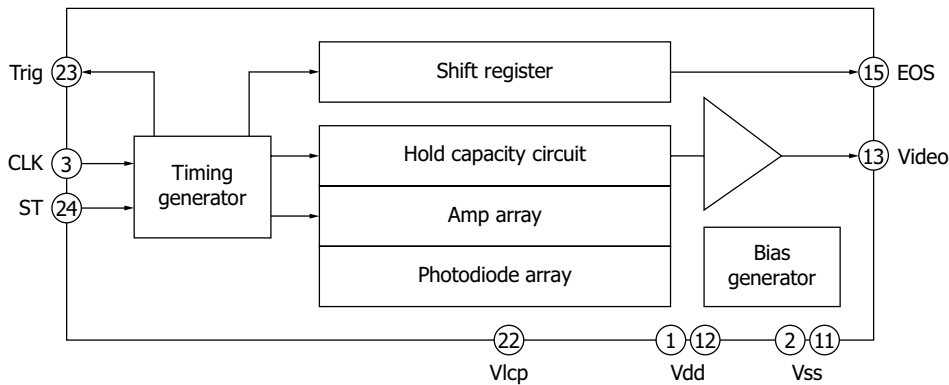 Trig 23
Shift register
15 EOS
CLK 3
Timing
generator
Hold capacity circuit
13 Video
ST 24
Amp array
Photodiode array
Bias
generator
22
1 12
2 11
Vlcp
Vdd
Vss